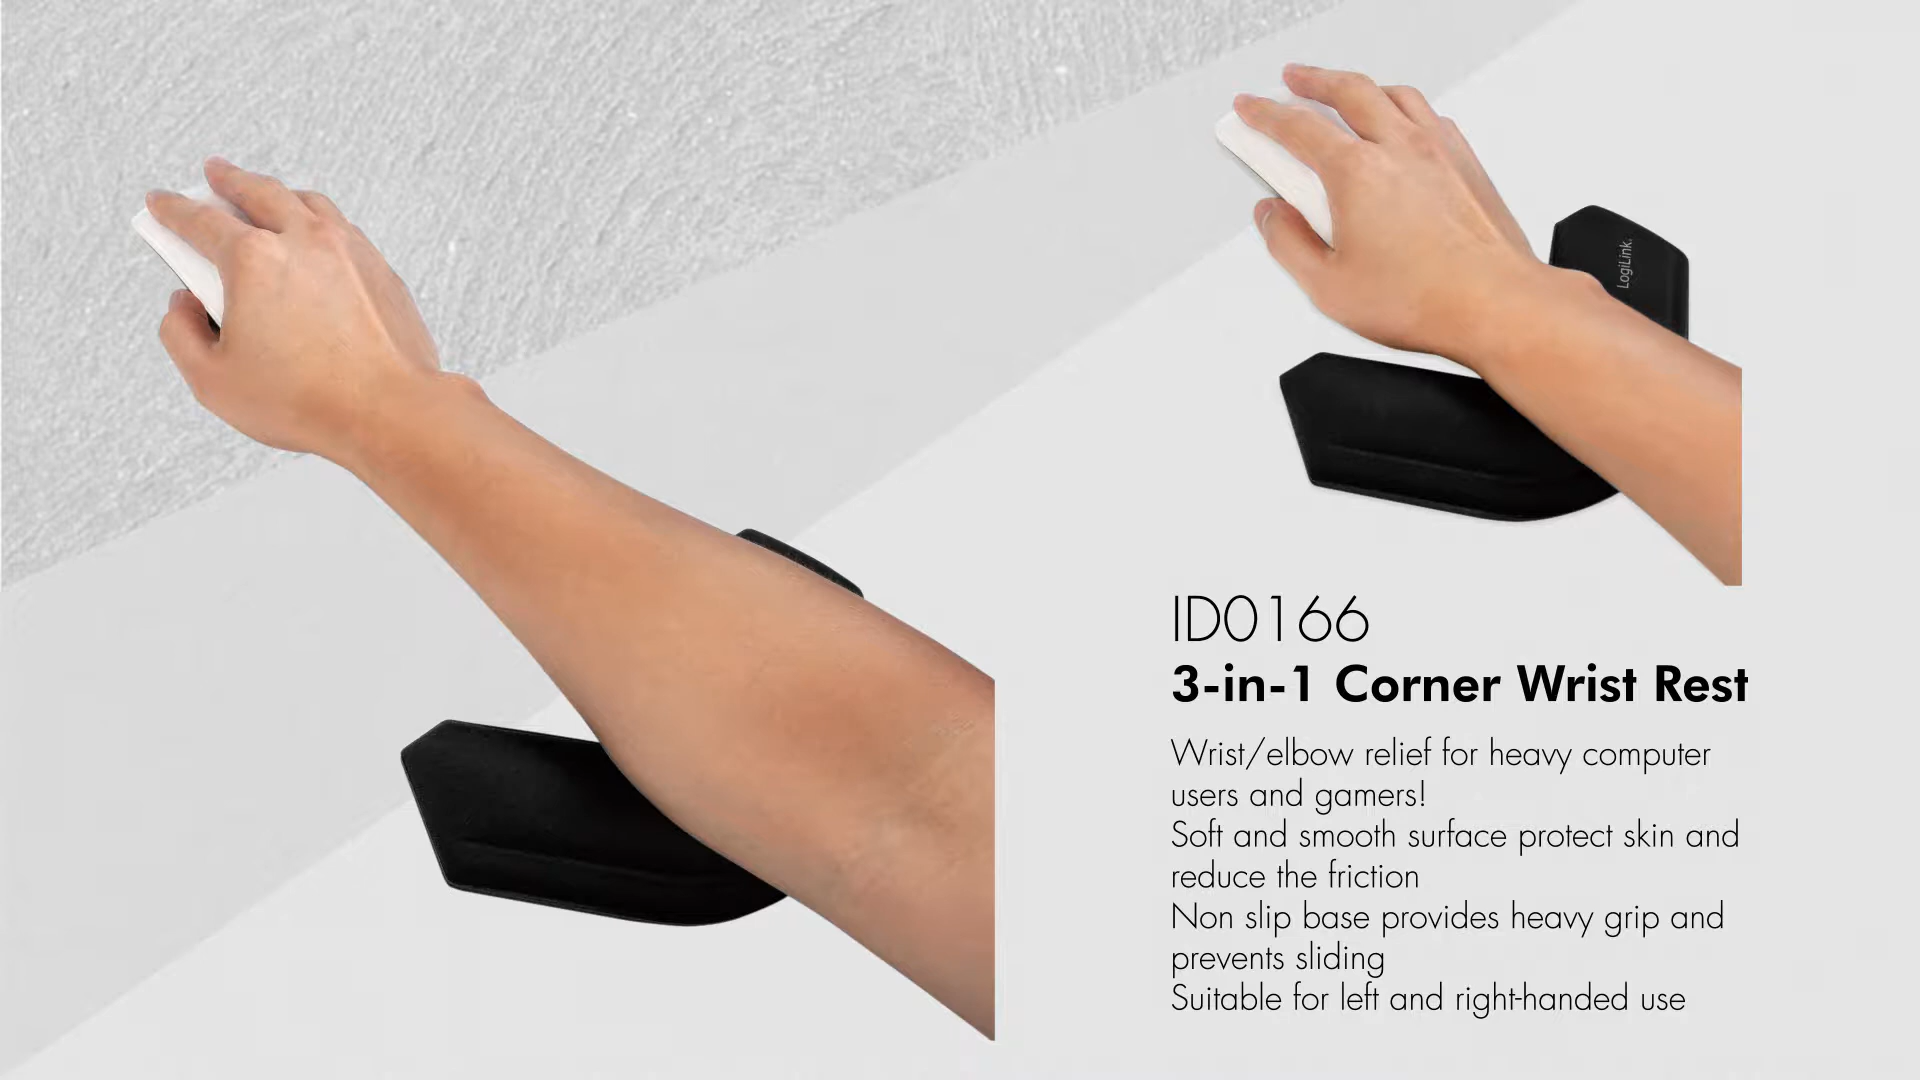 LogiLink.
ID0166
3-in-1 Corner Wrist Rest
Wrist/elbow relief for heavy computer
users and gamers!
Soft and smooth surface protect skin and
reduce the friction
Non slip base provides heavy grip and
prevents sliding
Suitable for left and right-handed use